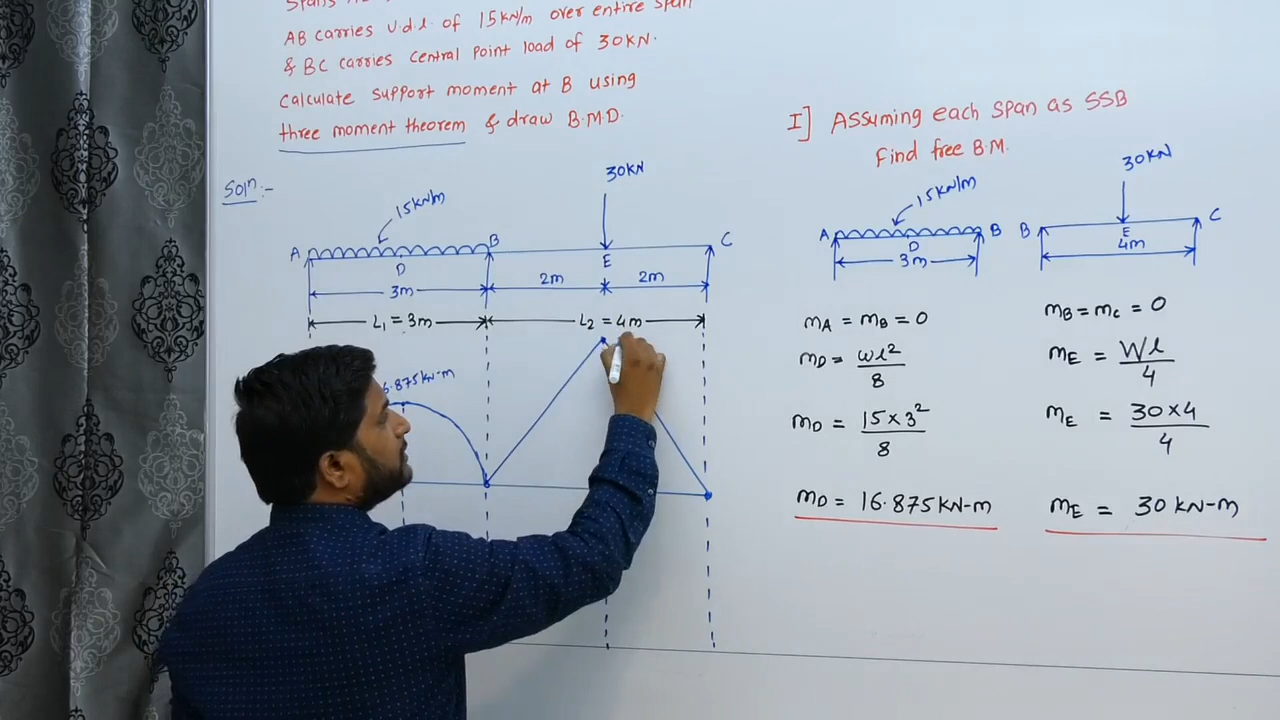 AB carries U.d.l. of 15kN/m over entire span
& BC carries central point load of 30KN.
calculate support moment at B using
three moment theorem & draw B.M.D.
Soln:-
30KN
15KN/m
A B C
D E
3m 2m 2m
L₁ = 3m L₂ = 4m
6.875KN-m
I] Assuming each span as SSB
Find free B.M.
15KN/m
A B
D
3m
MA = MB = 0
MD = wl²/8
MD = 15×3²/8
MD = 16.875KN-m
30KN
B C
E
4m
MB = MC = 0
ME = Wl/4
ME = 30×4/4
ME = 30 KN-m